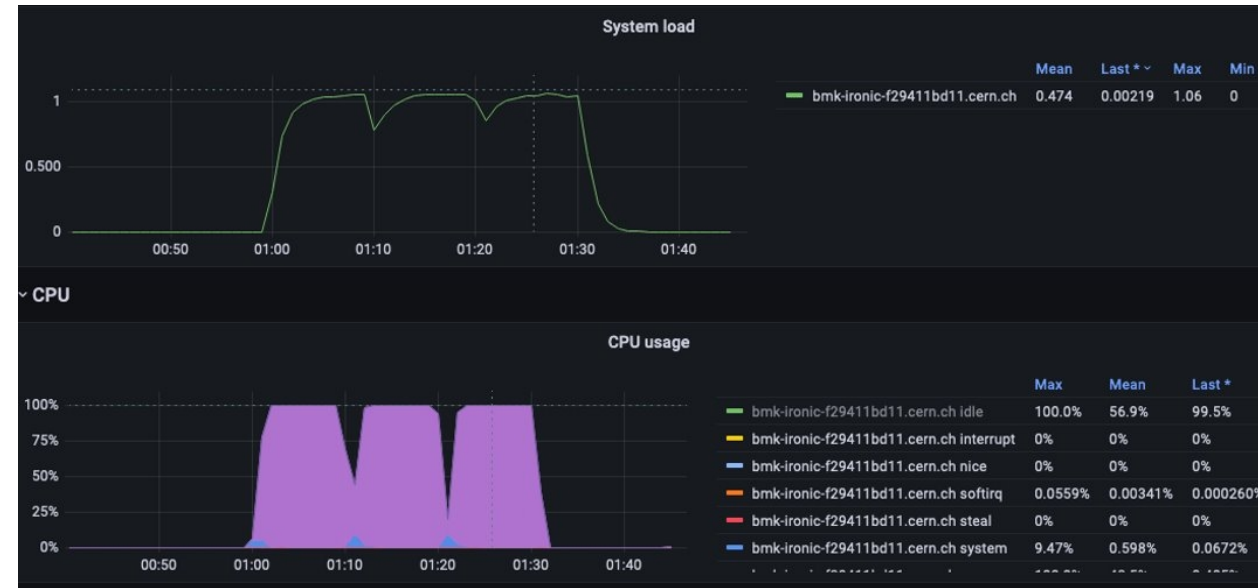 System load
Mean Last * Max Min
1 bmk-ironic-f29411bd11.cern.ch 0.474 0.00219 1.06 0
0.500
0
00:50 01:00 01:10 01:20 01:30 01:40
CPU
CPU usage
Max Mean Last *
100% bmk-ironic-f29411bd11.cern.ch idle 100.0% 56.9% 99.5%
bmk-ironic-f29411bd11.cern.ch interrupt 0% 0% 0%
75%
bmk-ironic-f29411bd11.cern.ch nice 0% 0% 0%
50%
bmk-ironic-f29411bd11.cern.ch softirq 0.0559% 0.00341% 0.000260%
25%
bmk-ironic-f29411bd11.cern.ch steal 0% 0% 0%
0% bmk-ironic-f29411bd11.cern.ch system 9.47% 0.598% 0.0672%
00:50 01:00 01:10 01:20 01:30 01:40